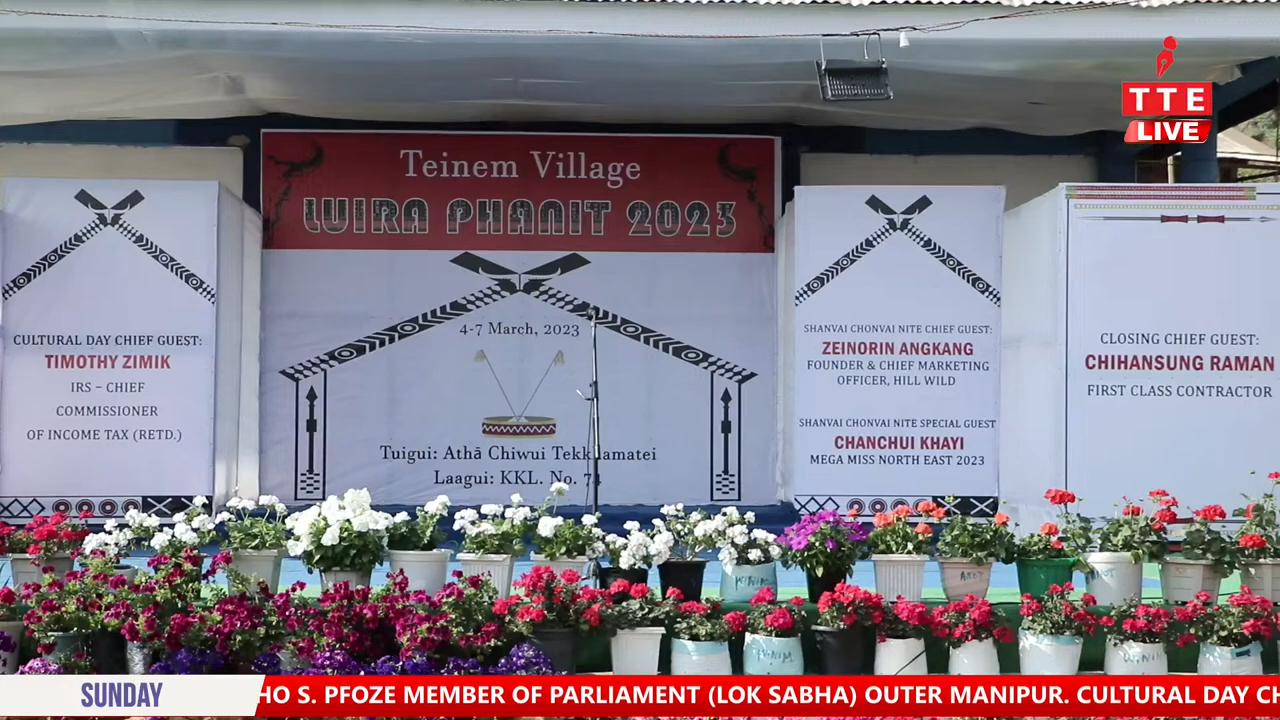 TTE
LIVE
Teinem Village
LUIRA PHANIT 2023
4-7 March, 2023
Tuigui: Athā Chiwui Tekkhamatei
Laagui: KKL. No. 74
CULTURAL DAY CHIEF GUEST:
TIMOTHY ZIMIK
IRS – CHIEF
COMMISSIONER
OF INCOME TAX (RETD.)
SHANVAI CHONVAI NITE CHIEF GUEST:
ZEINORIN ANGKANG
FOUNDER & CHIEF MARKETING
OFFICER, HILL WILD
SHANVAI CHONVAI NITE SPECIAL GUEST
CHANCHUI KHAYI
MEGA MISS NORTH EAST 2023
CLOSING CHIEF GUEST:
CHIHANSUNG RAMAN
FIRST CLASS CONTRACTOR
SUNDAY
HO S. PFOZE MEMBER OF PARLIAMENT (LOK SABHA) OUTER MANIPUR. CULTURAL DAY CH